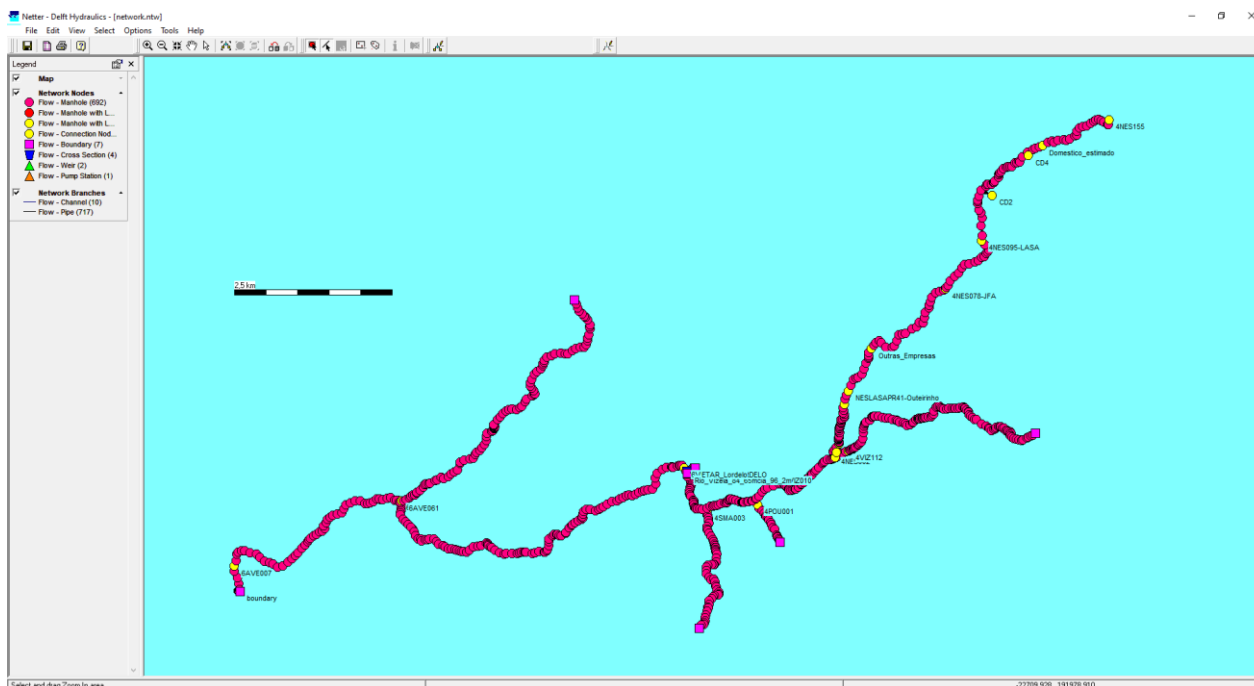 Netter - Delft Hydraulics - [network.ntw]
File Edit View Select Options Tools Help
Legend
Map
Network Nodes
Flow - Manhole (692)
Flow - Manhole with L...
Flow - Manhole with L...
Flow - Connection Nod...
Flow - Boundary (7)
Flow - Cross Section (4)
Flow - Weir (2)
Flow - Pump Station (1)
Network Branches
Flow - Channel (10)
Flow - Pipe (717)
2,5 km
4NES155
Domestico_estimado
CD4
CD2
4NES095-LASA
4NES078-JFA
Outras_Empresas
NESLASAPR41-Outeirinho
4VIZ112
4NES002
4POU001
4SMA003
6AVE061
6AVE007
boundary
Select and drag Zoom In area
-22709.928 , 191978.910